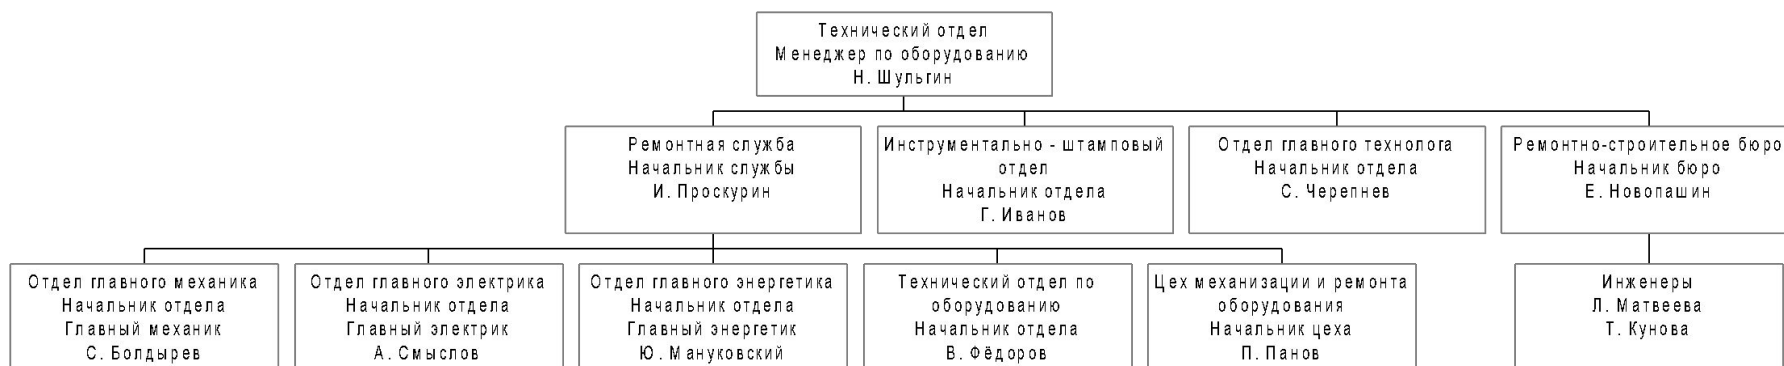 Технический отдел
Менеджер по оборудованию
Н. Шульгин
Ремонтная служба
Начальник службы
И. Проскурин
Инструментально - штамповый
отдел
Начальник отдела
Г. Иванов
Отдел главного технолога
Начальник отдела
С. Черепнев
Ремонтно-строительное бюро
Начальник бюро
Е. Новопашин
Отдел главного механика
Начальник отдела
Главный механик
С. Болдырев
Отдел главного электрика
Начальник отдела
Главный электрик
А. Смыслов
Отдел главного энергетика
Начальник отдела
Главный энергетик
Ю. Мануковский
Технический отдел по
оборудованию
Начальник отдела
В. Фёдоров
Цех механизации и ремонта
оборудования
Начальник цеха
П. Панов
Инженеры
Л. Матвеева
Т. Кунова